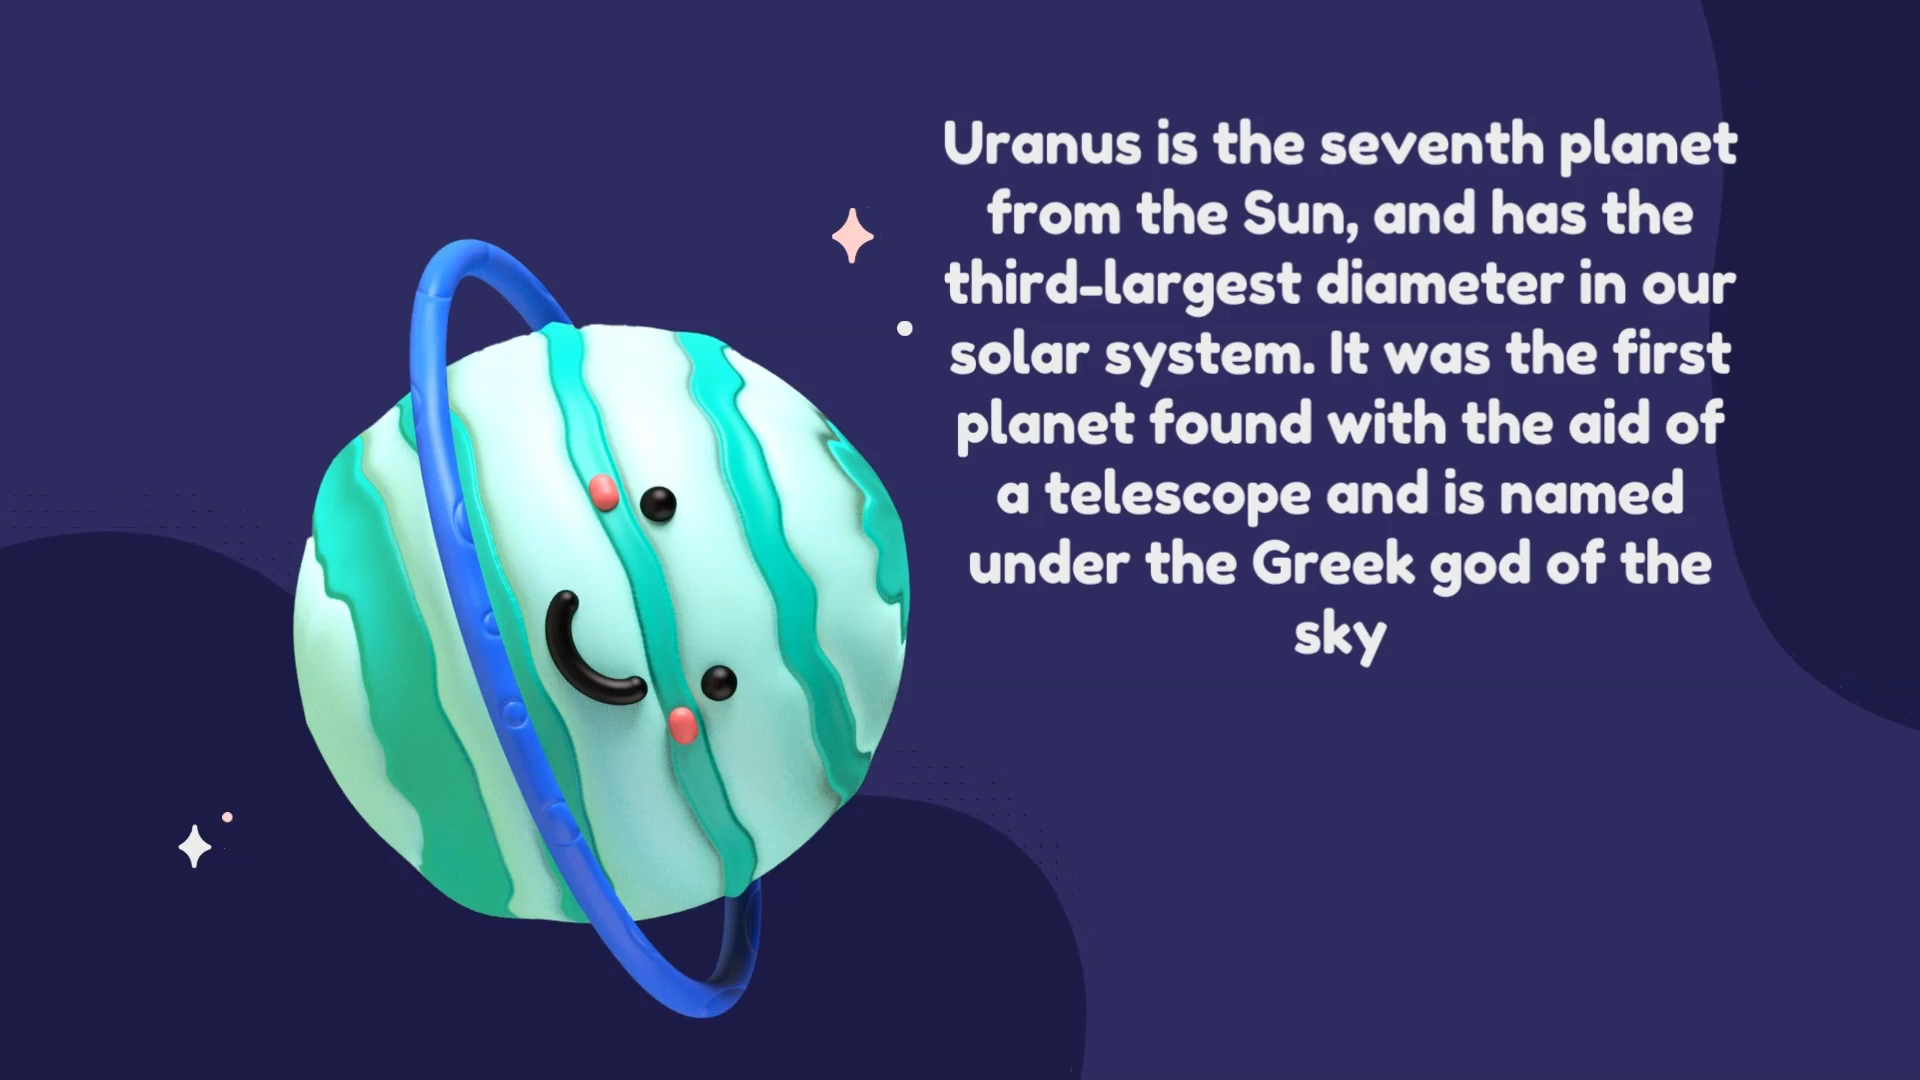 Uranus is the seventh planet
from the Sun, and has the
third-largest diameter in our
solar system. It was the first
planet found with the aid of
a telescope and is named
under the Greek god of the
sky